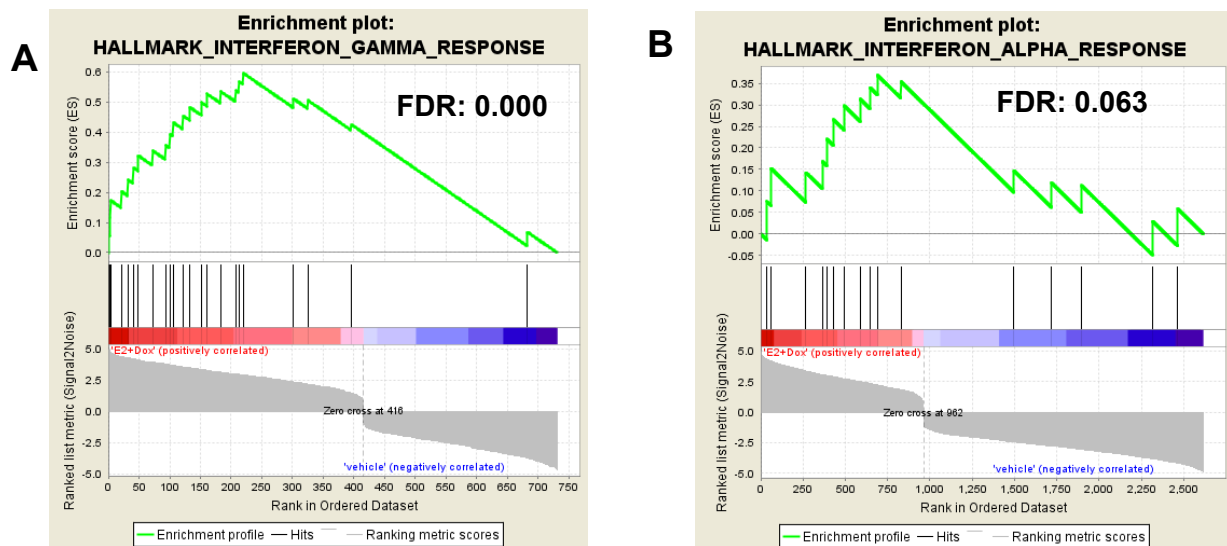 A
Enrichment plot:
HALLMARK_INTERFERON_GAMMA_RESPONSE
FDR: 0.000
Enrichment score (ES)
0.6
0.5
0.4
0.3
0.2
0.1
0.0
Ranked list metric (Signal2Noise)
5.0
2.5
0.0
-2.5
-5.0
'E2+Dox' (positively correlated)
Zero cross at 416
'vehicle' (negatively correlated)
0 50 100 150 200 250 300 350 400 450 500 550 600 650 700 750
Rank in Ordered Dataset
Enrichment profile Hits Ranking metric scores
B
Enrichment plot:
HALLMARK_INTERFERON_ALPHA_RESPONSE
FDR: 0.063
Enrichment score (ES)
0.35
0.30
0.25
0.20
0.15
0.10
0.05
0.00
-0.05
Ranked list metric (Signal2Noise)
5.0
2.5
0.0
-2.5
-5.0
'E2+Dox' (positively correlated)
Zero cross at 962
'vehicle' (negatively correlated)
0 250 500 750 1,000 1,250 1,500 1,750 2,000 2,250 2,500
Rank in Ordered Dataset
Enrichment profile Hits Ranking metric scores